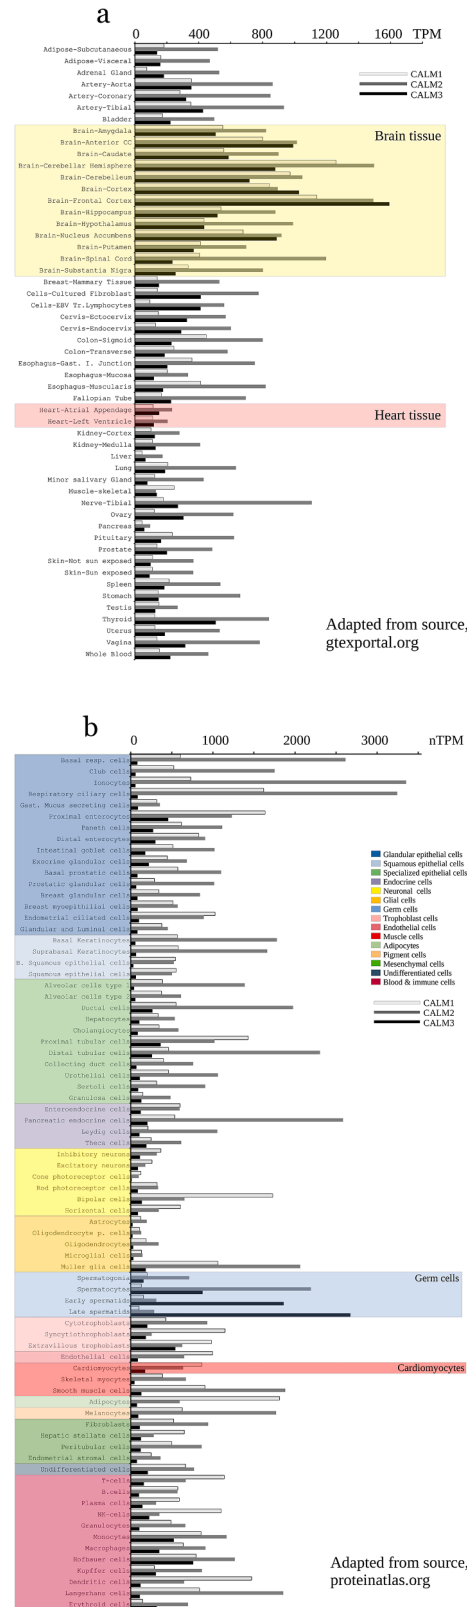 a
0 400 800 1200 1600 TPM
Adipose-Subcutaneous
Adipose-Visceral
Adrenal Gland
Artery-Aorta
Artery-Coronary
Artery-Tibial
Bladder
CALM1
CALM2
CALM3
Brain tissue
Brain-Amygdala
Brain-Anterior CC
Brain-Caudate
Brain-Cerebellar Hemisphere
Brain-Cerebelleum
Brain-Cortex
Brain-Frontal Cortex
Brain-Hippocampus
Brain-Hypothalamus
Brain-Nucleus Accumbens
Brain-Putamen
Brain-Spinal Cord
Brain-Substantia Nigra
Breast-Mammary Tissue
Cells-Cultured Fibroblast
Cells-EBV Tr.Lymphocytes
Cervis-Ectocervix
Cervis-Endocervix
Colon-Sigmoid
Colon-Transverse
Esophagus-Gast. I. Junction
Esophagus-Mucosa
Esophagus-Muscularis
Fallopian Tube
Heart-Atrial Appendage
Heart-Left Ventricle
Heart tissue
Kidney-Cortex
Kidney-Medulla
Liver
Lung
Minor salivary Gland
Muscle-skeletal
Nerve-Tibial
Ovary
Pancreas
Pituitary
Prostate
Skin-Not sun exposed
Skin-Sun exposed
Spleen
Stomach
Testis
Thyroid
Uterus
Vagina
Whole Blood
Adapted from source,
gtexportal.org
b
0 1000 2000 3000 nTPM
Basal resp. cells
Club cells
Ionocytes
Respiratory ciliary cells
Gast. Mucus secreting cells
Proximal enterocytes
Paneth cells
Distal enterocytes
Intestinal goblet cells
Exocrine glandular cells
Basal prostatic cells
Prostatic glandular cells
Breast glandular cells
Breast myoepithilial cells
Endometrial ciliated cells
Glandular and Luminal cells
Basal Keratinocytes
Suprabasal Keratinocytes
B. Squamous epithelial cells
Squamous epithelial cells
Alveolar cells type 1
Alveolar cells type 2
Ductal cells
Hepatocytes
Cholangiocytes
Proximal tubular cells
Distal tubular cells
Collecting duct cells
Urothelial cells
Sertoli cells
Granulosa cells
Enteroendocrine cells
Pancreatic endocrine cells
Leydig cells
Theca cells
Inhibitory neurons
Excitatory neurons
Cone photoreceptor cells
Rod photoreceptor cells
Bipolar cells
Horizontal cells
Astrocytes
Oligodendrocyte p. cells
Oligodendrocytes
Microglial cells
Muller glia cells
Spermatogonia
Spermatocytes
Early spermatids
Late spermatids
Cytotrophoblasts
Syncytiothrophoblasts
Extravillous trophoblasts
Endothelial cells
Cardiomyocytes
Skeletal myocytes
Smooth muscle cells
Adipocytes
Melanocytes
Fibroblasts
Hepatic stellate cells
Peritubular cells
Endometrial stromal cells
Undifferentiated cells
T-cells
B.cells
Plasma cells
NK-cells
Granulocytes
Monocytes
Macrophages
Hofbauer cells
Kupffer cells
Dendritic cells
Langerhans cells
Erythroid cells
Glandular epithelial cells
Squamous epithelial cells
Specialized epithelial cells
Endocrine cells
Neuronal cells
Glial cells
Germ cells
Trophoblast cells
Endothelial cells
Muscle cells
Adipocytes
Pigment cells
Mesenchymal cells
Undifferentiated cells
Blood & immune cells
CALM1
CALM2
CALM3
Germ cells
Cardiomyocytes
Adapted from source,
proteinatlas.org